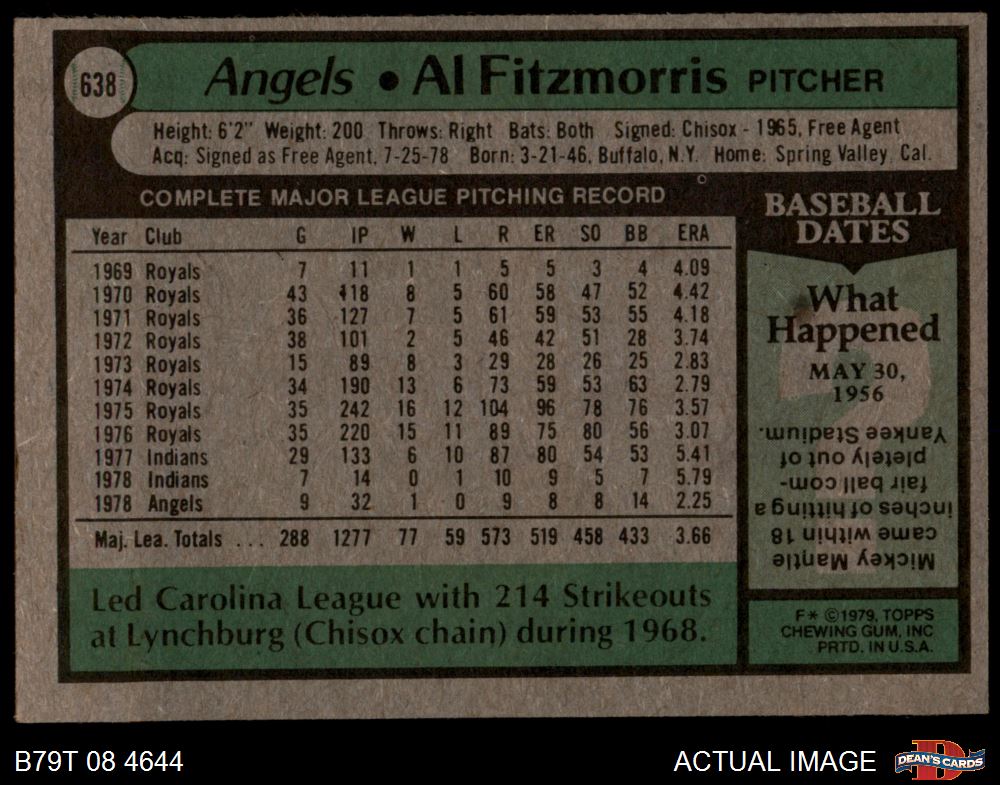 638
Angels • Al Fitzmorris PITCHER
Height: 6'2" Weight: 200 Throws: Right Bats: Both Signed: Chisox - 1965, Free Agent
Acq: Signed as Free Agent, 7-25-78 Born: 3-21-46, Buffalo, N.Y. Home: Spring Valley, Cal.
COMPLETE MAJOR LEAGUE PITCHING RECORD
Year Club G IP W L R ER SO BB ERA
1969 Royals 7 11 1 1 5 5 3 4 4.09
1970 Royals 43 118 8 5 60 58 47 52 4.42
1971 Royals 36 127 7 5 61 59 53 55 4.18
1972 Royals 38 101 2 5 46 42 51 28 3.74
1973 Royals 15 89 8 3 29 28 26 25 2.83
1974 Royals 34 190 13 6 73 59 53 63 2.79
1975 Royals 35 242 16 12 104 96 78 76 3.57
1976 Royals 35 220 15 11 89 75 80 56 3.07
1977 Indians 29 133 6 10 87 80 54 53 5.41
1978 Indians 7 14 0 1 10 9 5 7 5.79
1978 Angels 9 32 1 0 9 8 8 14 2.25
Maj. Lea. Totals ... 288 1277 77 59 573 519 458 433 3.66
Led Carolina League with 214 Strikeouts
at Lynchburg (Chisox chain) during 1968.
BASEBALL
DATES
What
Happened
MAY 30,
1956
Mickey Mantle
came within 18
inches of hitting a
fair ball com-
pletely out of
Yankee Stadium.
F* ©1979, TOPPS
CHEWING GUM, INC
PRTD. IN U.S.A.
B79T 08 4644
ACTUAL IMAGE
DEAN'S CARDS